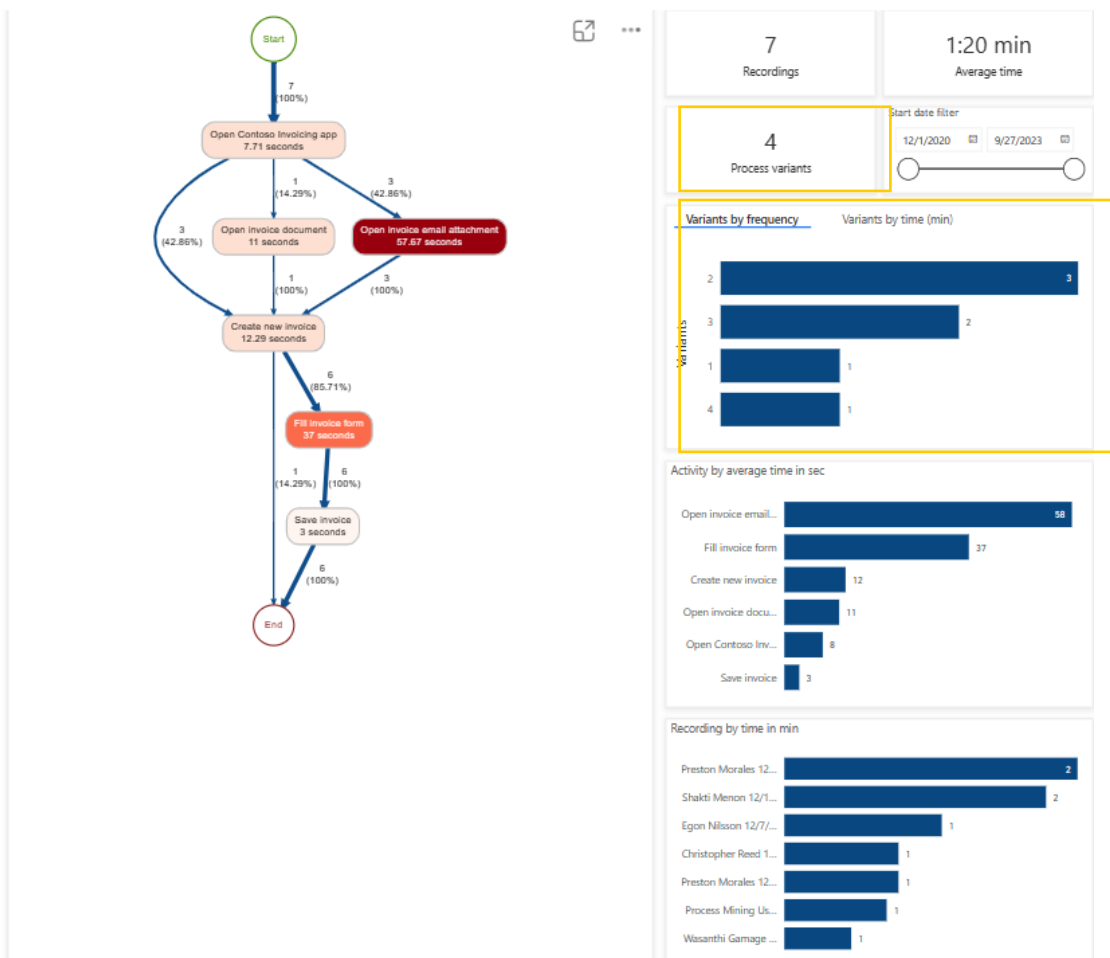 Start
7
(100%)
Open Contoso Invoicing app
7.71 seconds
1
(14.29%)
3
(42.86%)
3
(42.86%)
Open invoice document
11 seconds
Open invoice email attachment
57.67 seconds
1
(100%)
3
(100%)
Create new invoice
12.29 seconds
6
(85.71%)
Fill invoice form
37 seconds
1
(14.29%)
6
(100%)
Save invoice
3 seconds
6
(100%)
End
7
Recordings
1:20 min
Average time
4
Process variants
Start date filter
12/1/2020
9/27/2023
Variants by frequency
Variants by time (min)
Variants
2
3
3
2
1
1
4
1
Activity by average time in sec
Open invoice email...
58
Fill invoice form
37
Create new invoice
12
Open invoice docu...
11
Open Contoso Inv...
8
Save invoice
3
Recording by time in min
Preston Morales 12...
2
Shakti Menon 12/1...
2
Egon Nilsson 12/7/...
1
Christopher Reed 1...
1
Preston Morales 12...
1
Process Mining Us...
1
Wasanthi Gamage ...
1